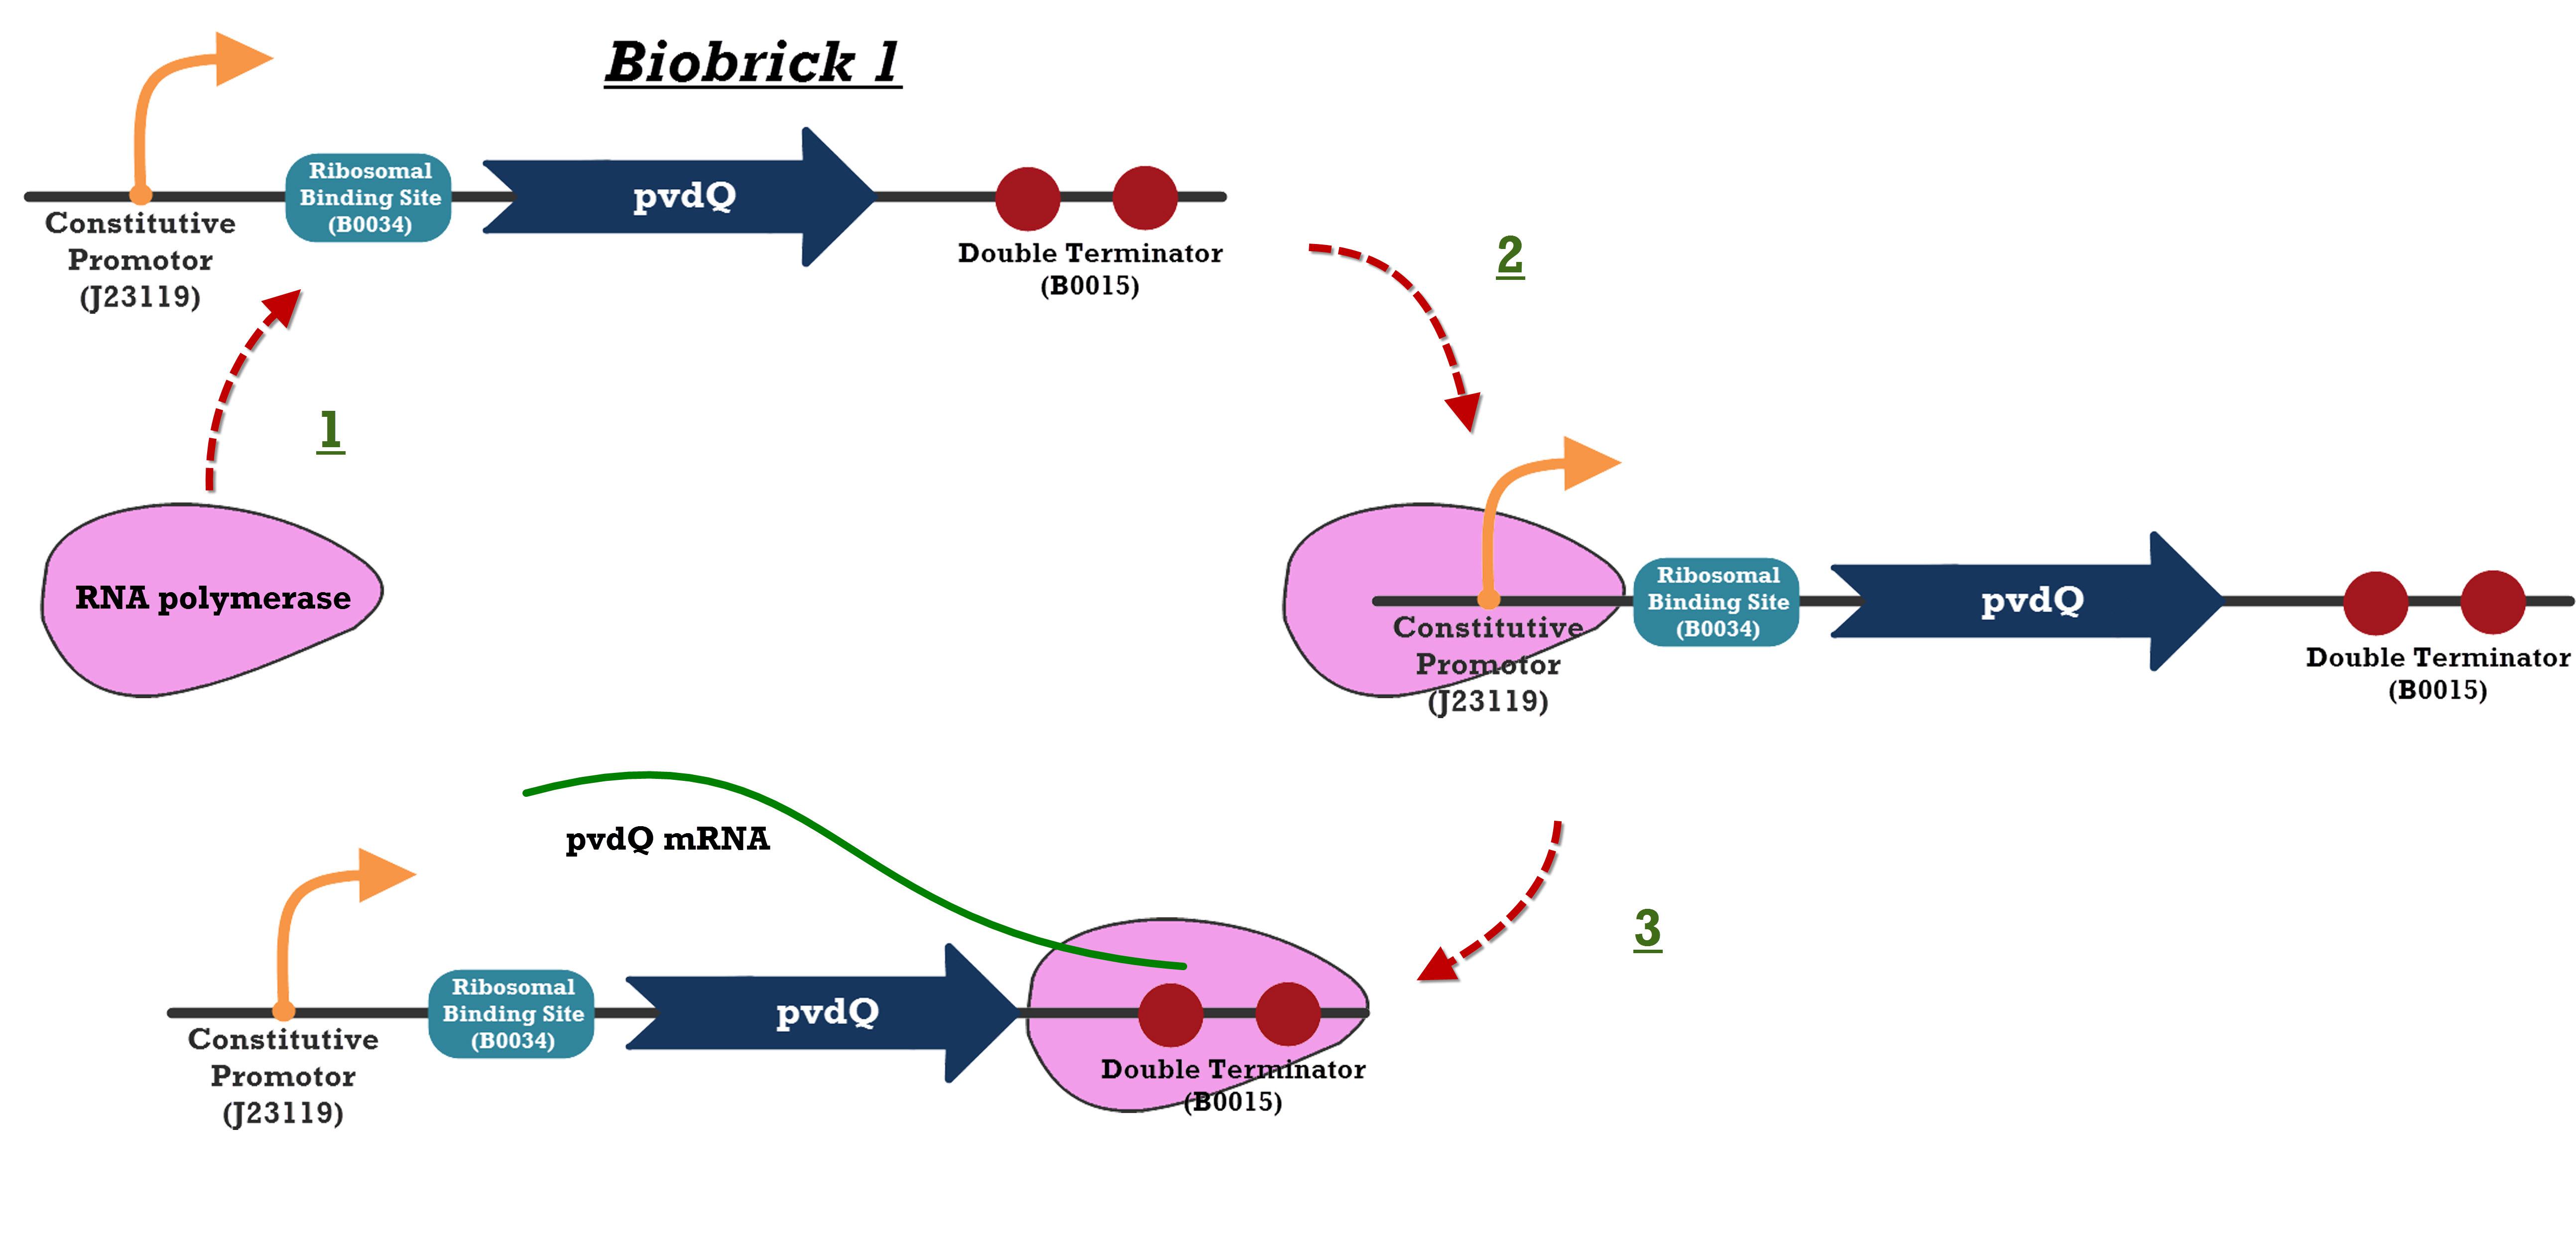 Biobrick 1
Ribosomal
Binding Site
(B0034)
pvdQ
Constitutive
Promotor
(J23119)
Double Terminator
(B0015)
2
1
RNA polymerase
Ribosomal
Binding Site
(B0034)
pvdQ
Constitutive
Promotor
(J23119)
Double Terminator
(B0015)
pvdQ mRNA
3
Ribosomal
Binding Site
(B0034)
pvdQ
Constitutive
Promotor
(J23119)
Double Terminator
(B0015)